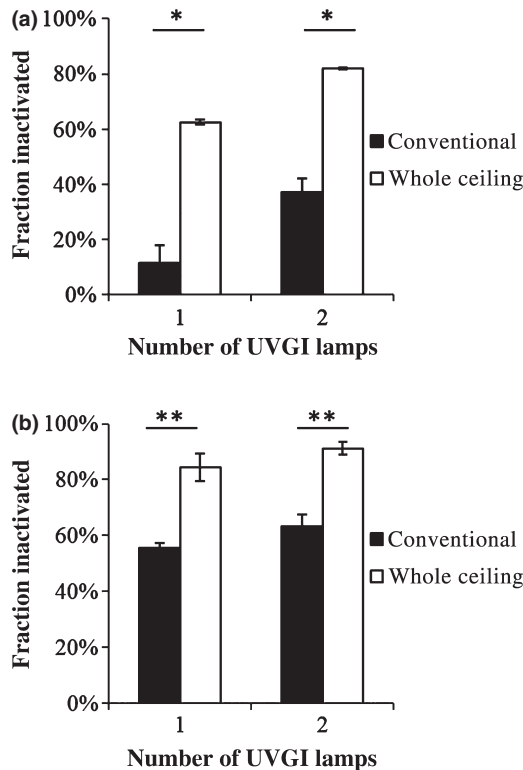 (a)
Fraction inactivated
100%
80%
60%
40%
20%
0%
*
*
Conventional
Whole ceiling
1
2
Number of UVGI lamps
(b)
Fraction inactivated
100%
80%
60%
40%
20%
0%
**
**
Conventional
Whole ceiling
1
2
Number of UVGI lamps